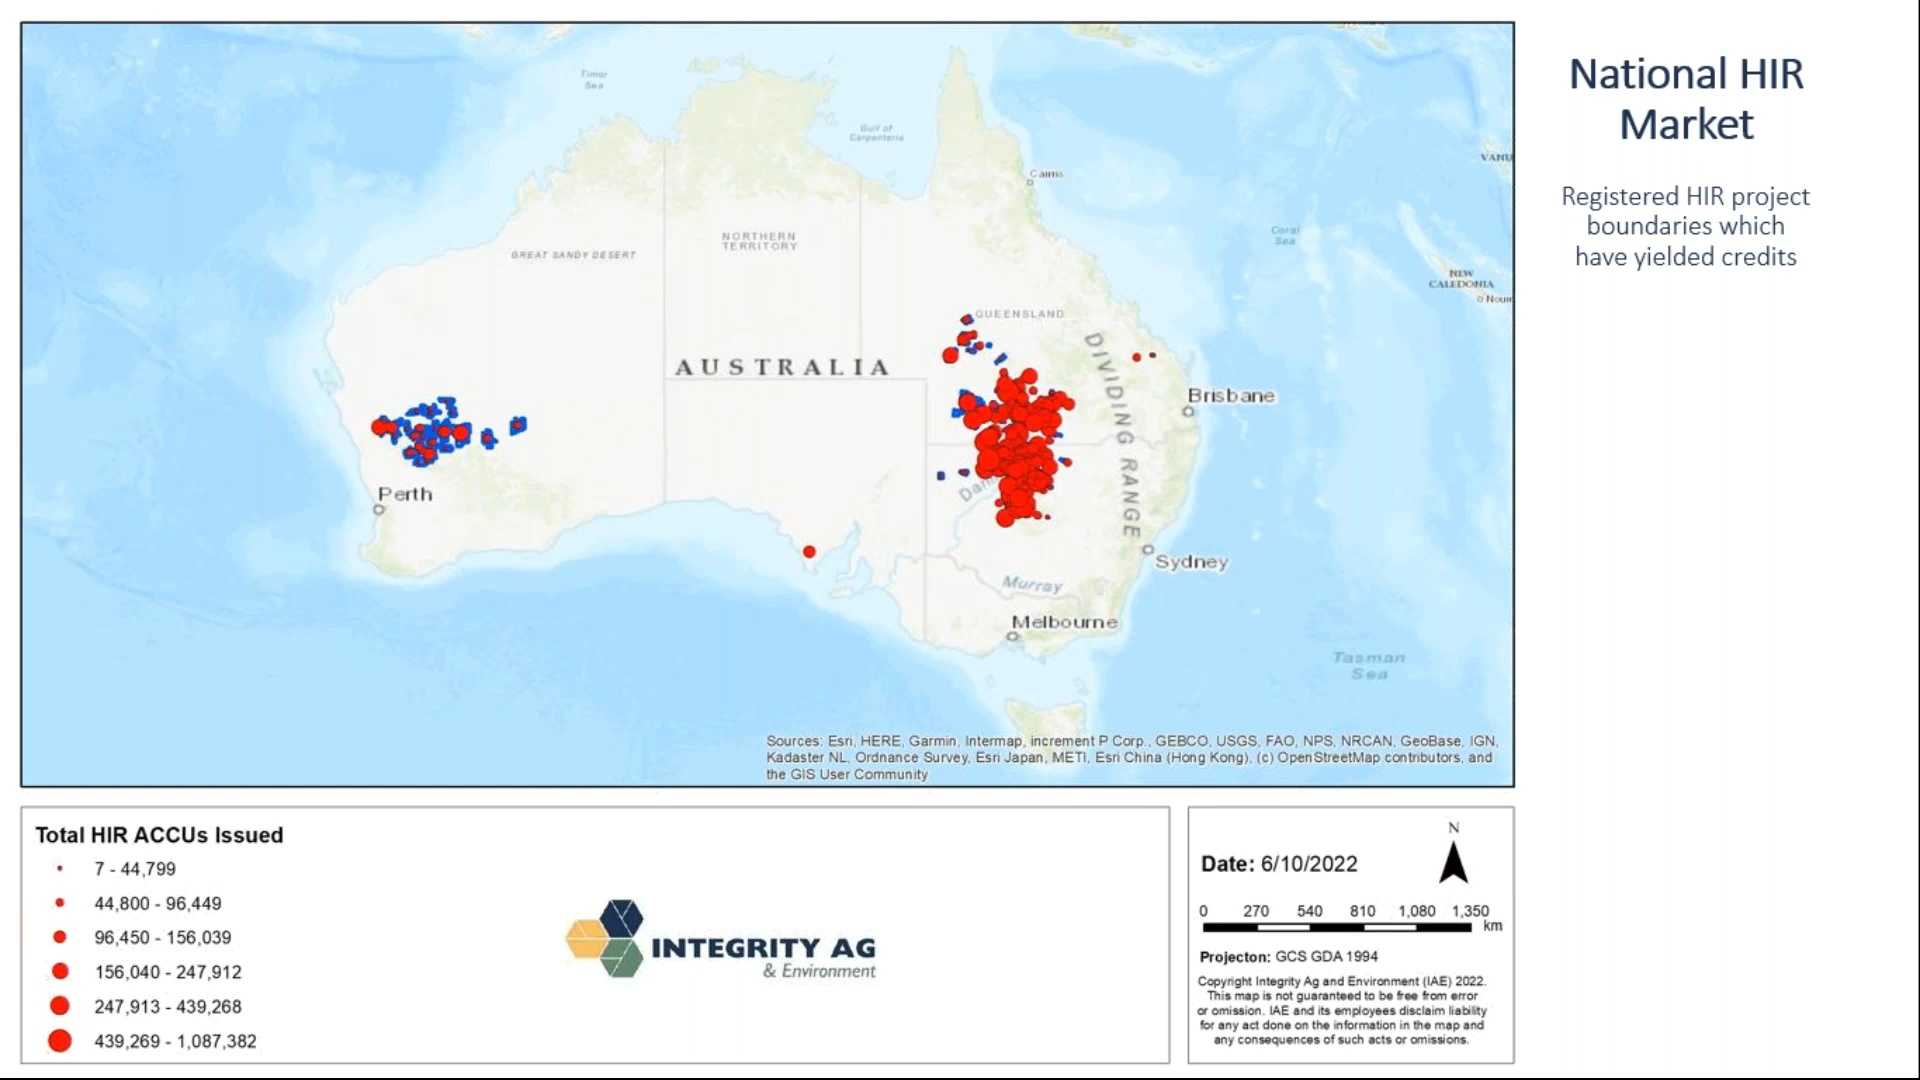 National HIR
Market
Registered HIR project
boundaries which
have yielded credits
Timor
Sea
Gulf of
Carpentaria
Cairns
VANU
Coral
Sea
NORTHERN
TERRITORY
GREAT SANDY DESERT
NEW
CALEDONIA
Noum
QUEENSLAND
AUSTRALIA
DIVIDING RANGE
Brisbane
Perth
Darl
Sydney
Murray
Melbourne
Tasman
Sea
Sources: Esri, HERE, Garmin, Intermap, increment P Corp., GEBCO, USGS, FAO, NPS, NRCAN, GeoBase, IGN,
Kadaster NL, Ordnance Survey, Esri Japan, METI, Esri China (Hong Kong), (c) OpenStreetMap contributors, and
the GIS User Community
Total HIR ACCUs Issued
7 - 44,799
44,800 - 96,449
96,450 - 156,039
156,040 - 247,912
247,913 - 439,268
439,269 - 1,087,382
INTEGRITY AG
& Environment
N
Date: 6/10/2022
0 270 540 810 1,080 1,350
km
Projecton: GCS GDA 1994
Copyright Integrity Ag and Environment (IAE) 2022.
This map is not guaranteed to be free from error
or omission. IAE and its employees disclaim liability
for any act done on the information in the map and
any consequences of such acts or omissions.